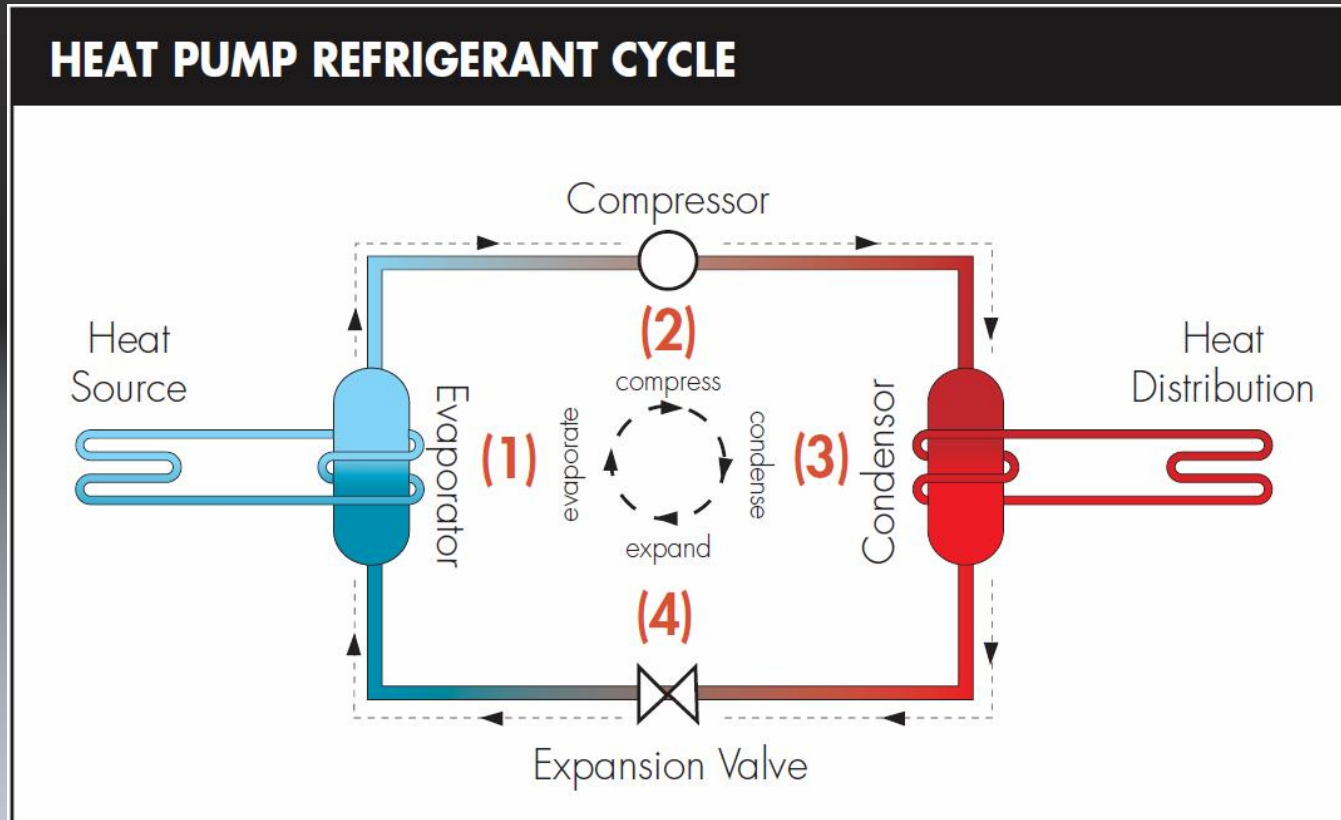 HEAT PUMP REFRIGERANT CYCLE
Compressor
(2)
compress
Heat
Source
Evaporator
(1)
evaporate
condense
(3)
Condensor
Heat
Distribution
expand
(4)
Expansion Valve